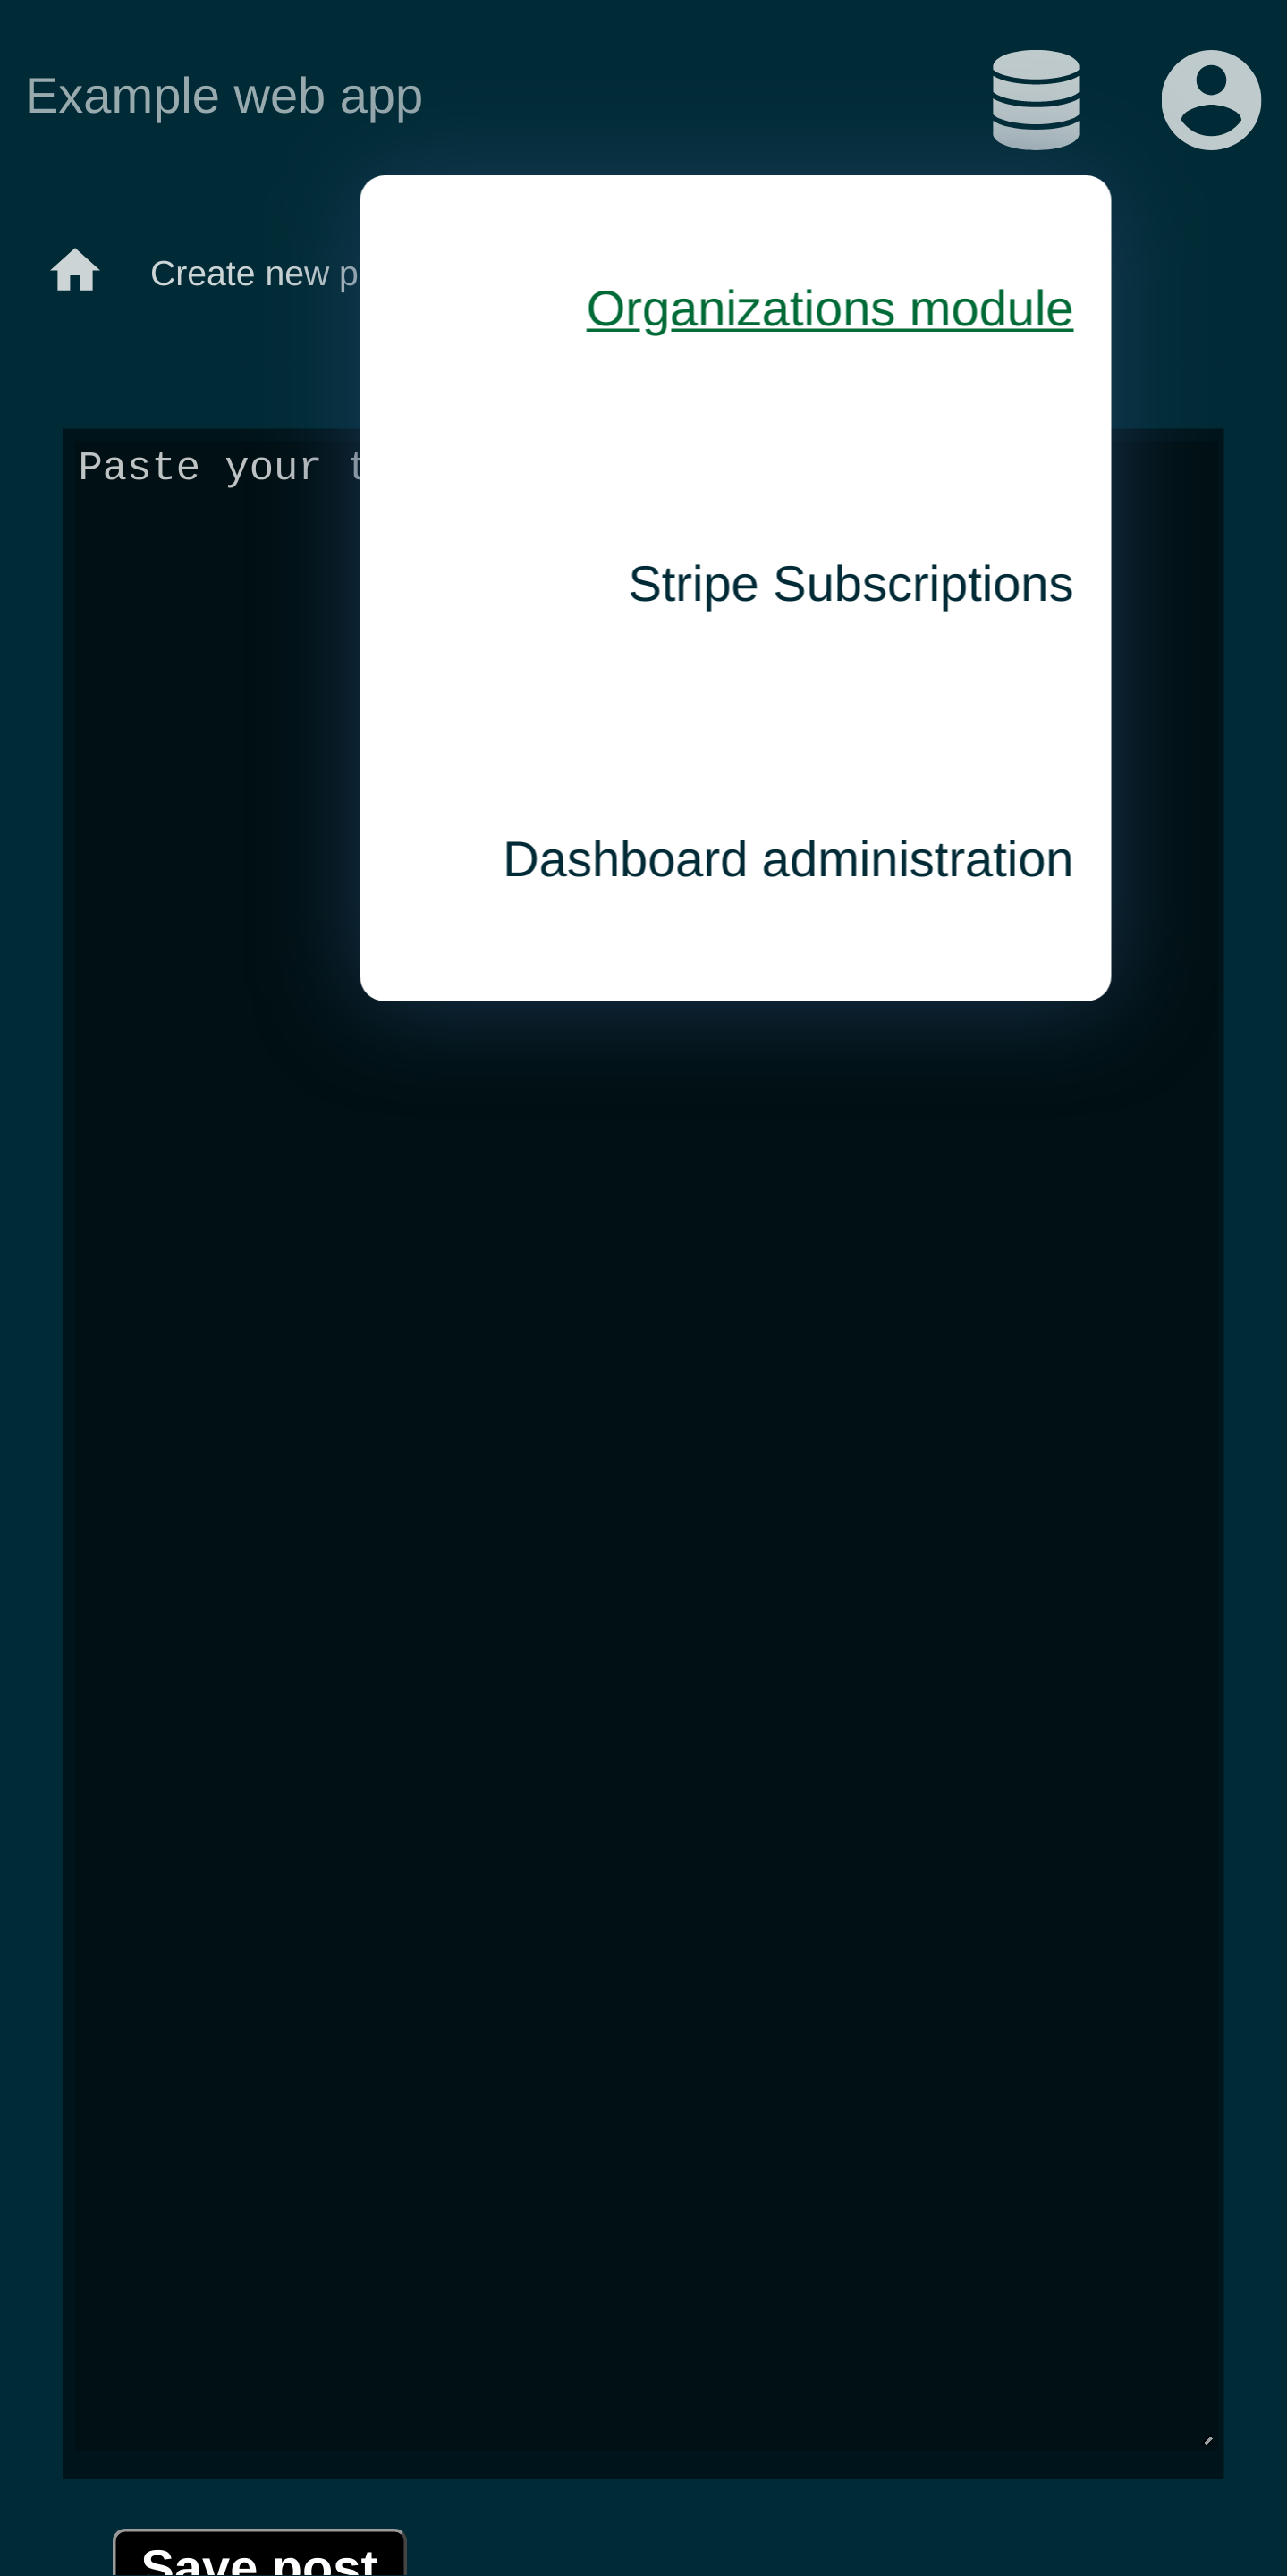 Example web app
Create new
Organizations module
Paste your
Stripe Subscriptions
Dashboard administration
Save post